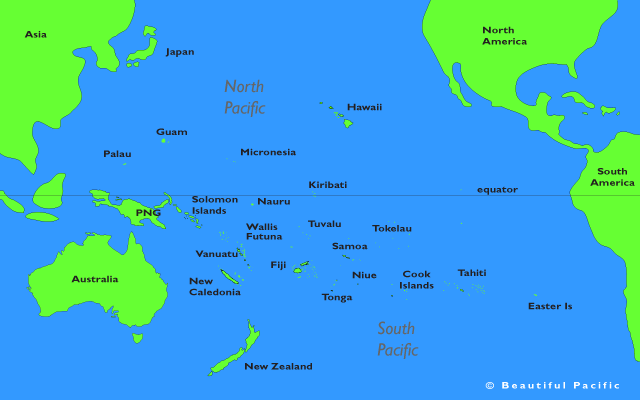 Asia
North
America
Japan
North
Pacific
Hawaii
Guam
Palau
Micronesia
South
America
Kiribati
equator
Solomon
Islands
Nauru
PNG
Wallis
Futuna
Tuvalu
Tokelau
Samoa
Vanuatu
Fiji
Niue
Cook
Islands
Tahiti
Australia
New
Caledonia
Tonga
Easter Is
South
Pacific
New Zealand
© Beautiful Pacific